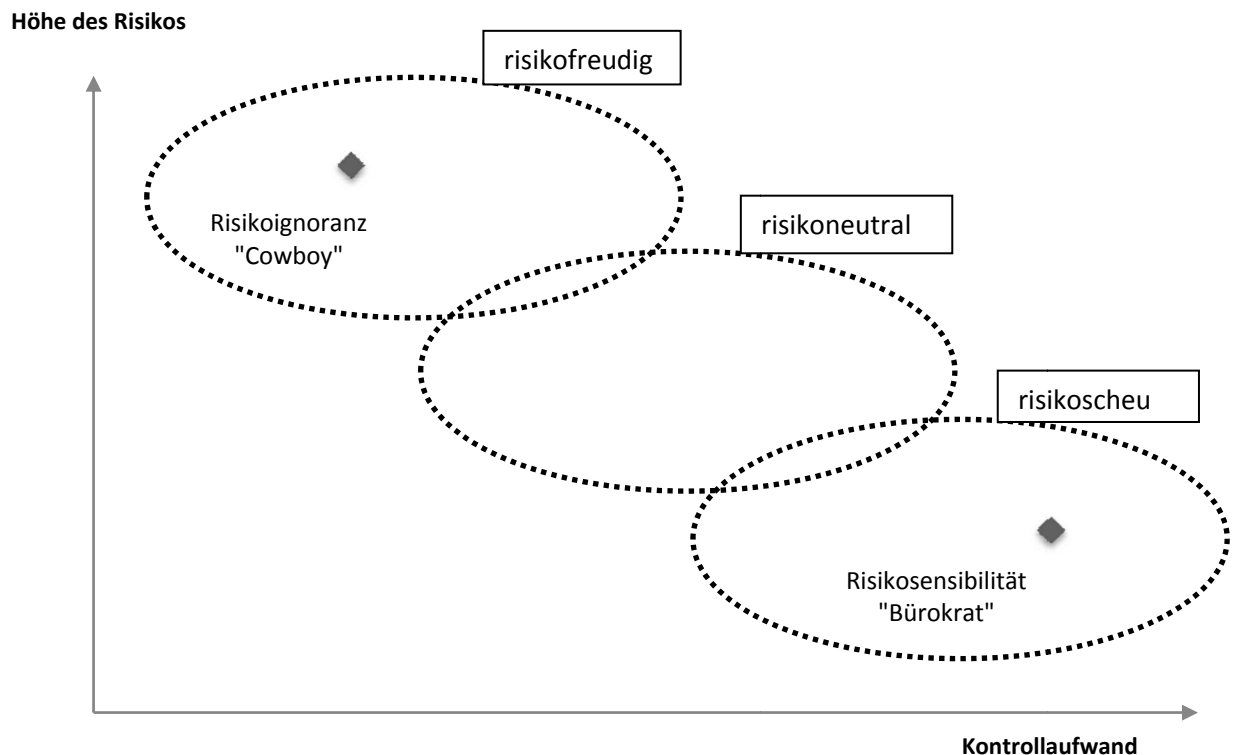 Höhe des Risikos
risikofreudig
Risikoignoranz
"Cowboy"
risikoneutral
risikoscheu
Risikosensibilität
"Bürokrat"
Kontrollaufwand